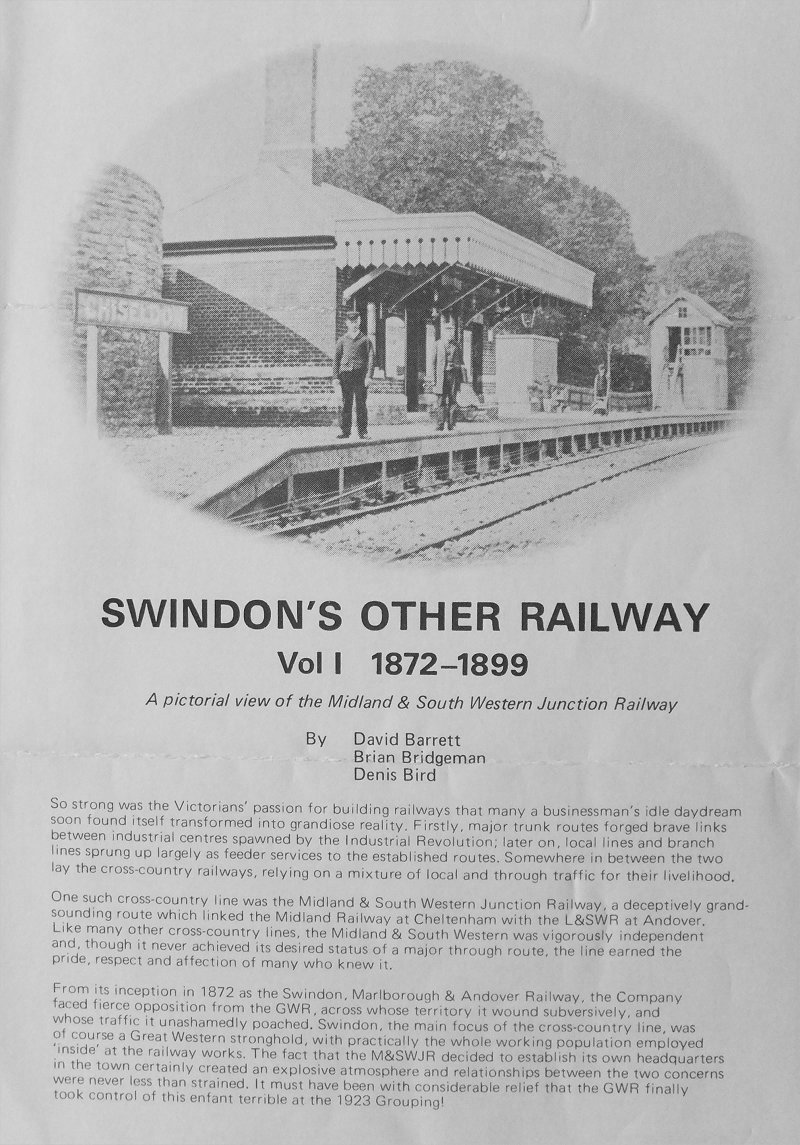 CHISELDON
SWINDON'S OTHER RAILWAY
Vol I 1872–1899
A pictorial view of the Midland & South Western Junction Railway
By David Barrett
Brian Bridgeman
Denis Bird
So strong was the Victorians' passion for building railways that many a businessman's idle daydream
soon found itself transformed into grandiose reality. Firstly, major trunk routes forged brave links
between industrial centres spawned by the Industrial Revolution; later on, local lines and branch
lines sprung up largely as feeder services to the established routes. Somewhere in between the two
lay the cross-country railways, relying on a mixture of local and through traffic for their livelihood.
One such cross-country line was the Midland & South Western Junction Railway, a deceptively grand-
sounding route which linked the Midland Railway at Cheltenham with the L&SWR at Andover.
Like many other cross-country lines, the Midland & South Western was vigorously independent
and, though it never achieved its desired status of a major through route, the line earned the
pride, respect and affection of many who knew it.
From its inception in 1872 as the Swindon, Marlborough & Andover Railway, the Company
faced fierce opposition from the GWR, across whose territory it wound subversively, and
whose traffic it unashamedly poached. Swindon, the main focus of the cross-country line, was
of course a Great Western stronghold, with practically the whole working population employed
'inside' at the railway works. The fact that the M&SWJR decided to establish its own headquarters
in the town certainly created an explosive atmosphere and relationships between the two concerns
were never less than strained. It must have been with considerable relief that the GWR finally
took control of this enfant terrible at the 1923 Grouping!